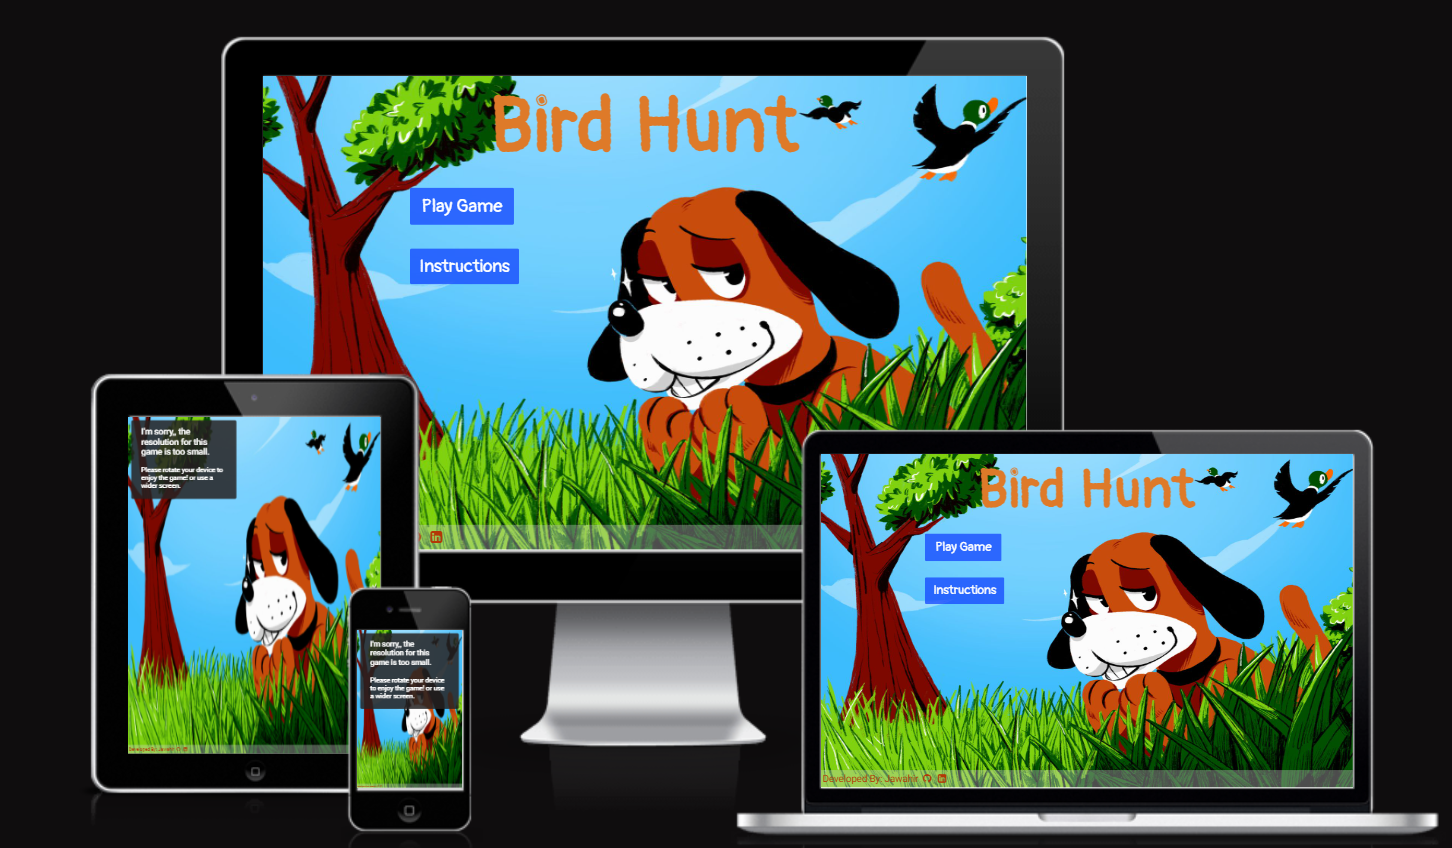 Bird Hunt
Play Game
Instructions
I'm sorry,, the
resolution for this
game is too small.
Please rotate your device to
enjoy the game! or use a
wider screen.
I'm sorry,, the
resolution for this
game is too small.
Please rotate your device
to enjoy the game! or use
a wider screen.
Bird Hunt
Play Game
Instructions
Developed By: Jawahir